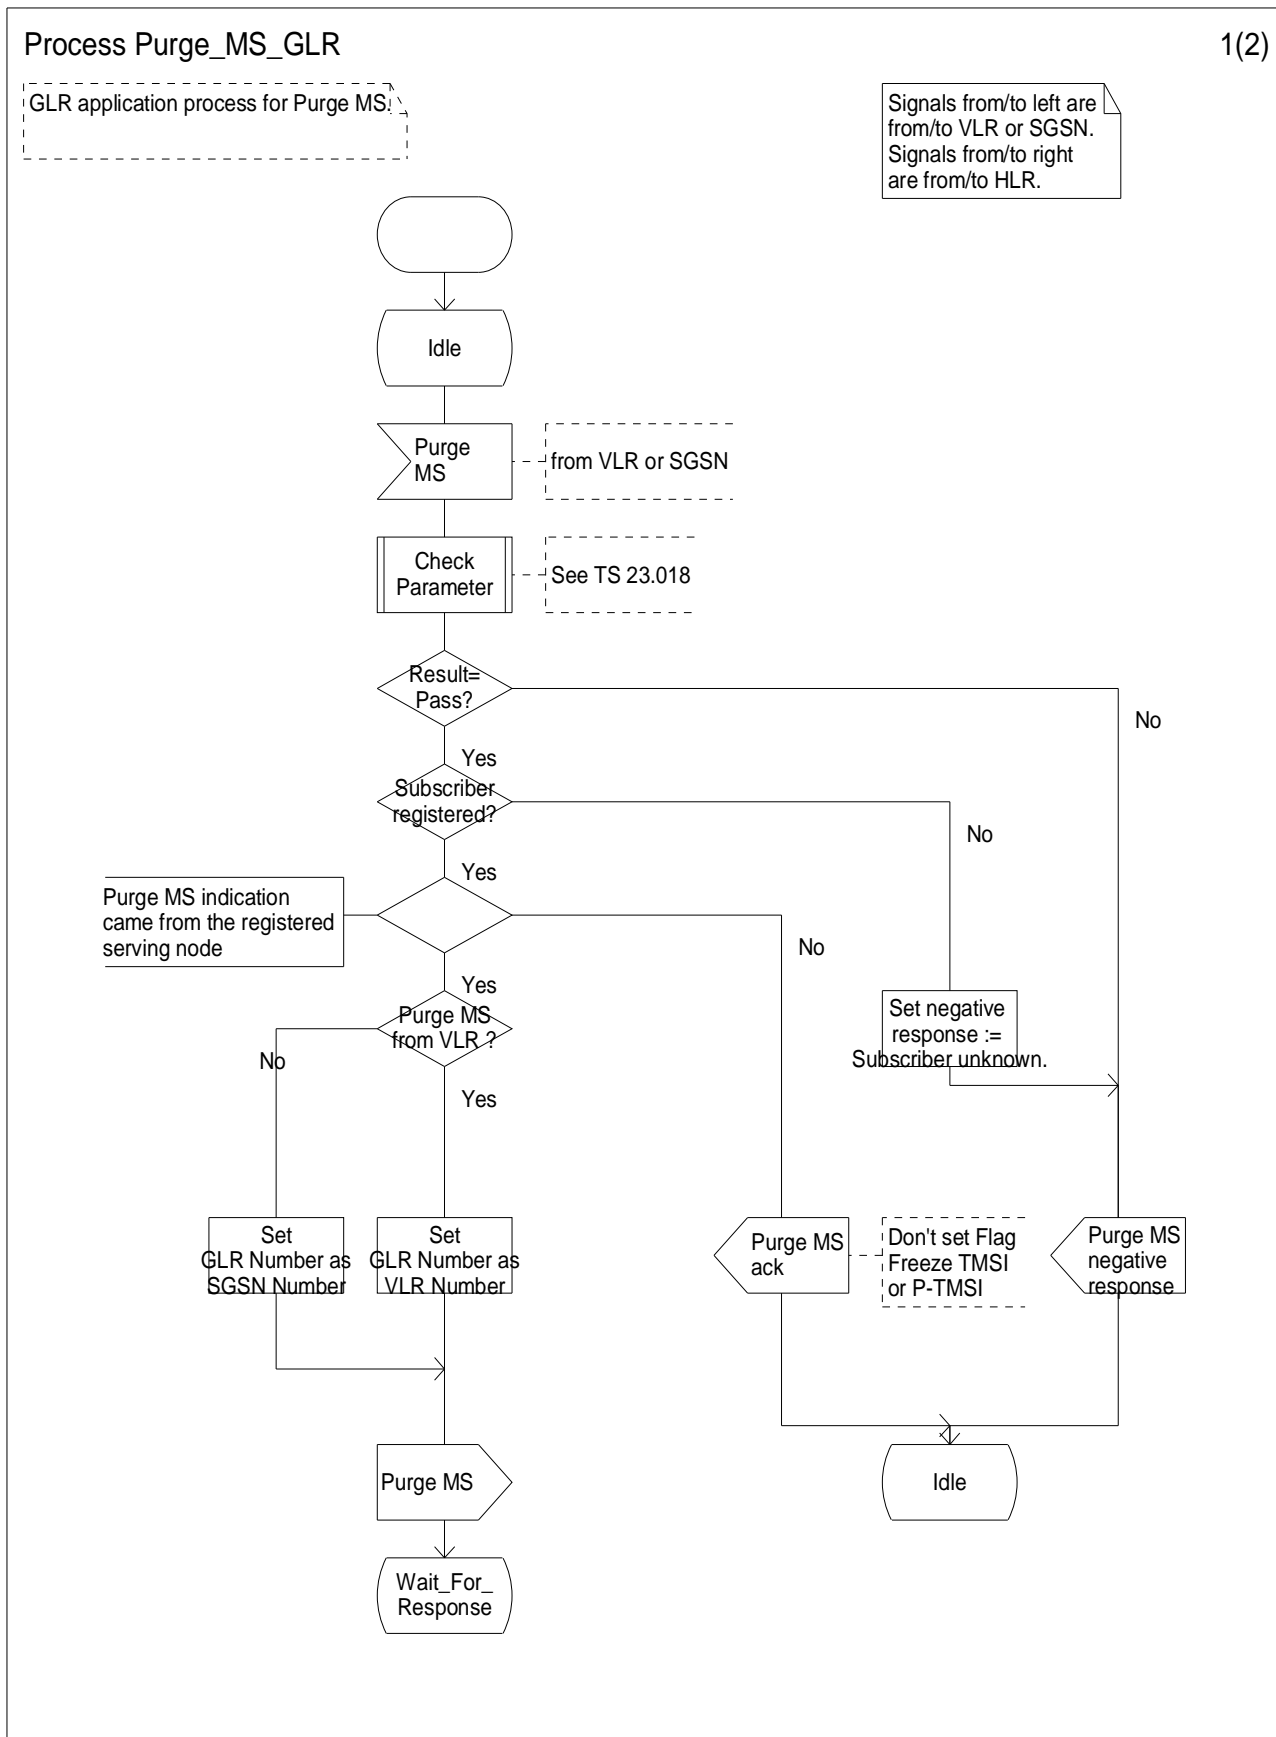 Process Purge_MS_GLR
1(2)
GLR application process for Purge MS.
Signals from/to left are
from/to VLR or SGSN.
Signals from/to right
are from/to HLR.
Idle
Purge
MS
from VLR or SGSN
Check
Parameter
See TS 23.018
Result=
Pass?
No
Yes
Subscriber
registered?
No
Yes
Purge MS indication
came from the registered
serving node
No
Yes
Purge MS
from VLR ?
No
Yes
Set negative
response :=
Subscriber unknown.
Set
GLR Number as
SGSN Number
Set
GLR Number as
VLR Number
Purge MS
ack
Don't set Flag
Freeze TMSI
or P-TMSI
Purge MS
negative
response
Purge MS
Idle
Wait_For_
Response